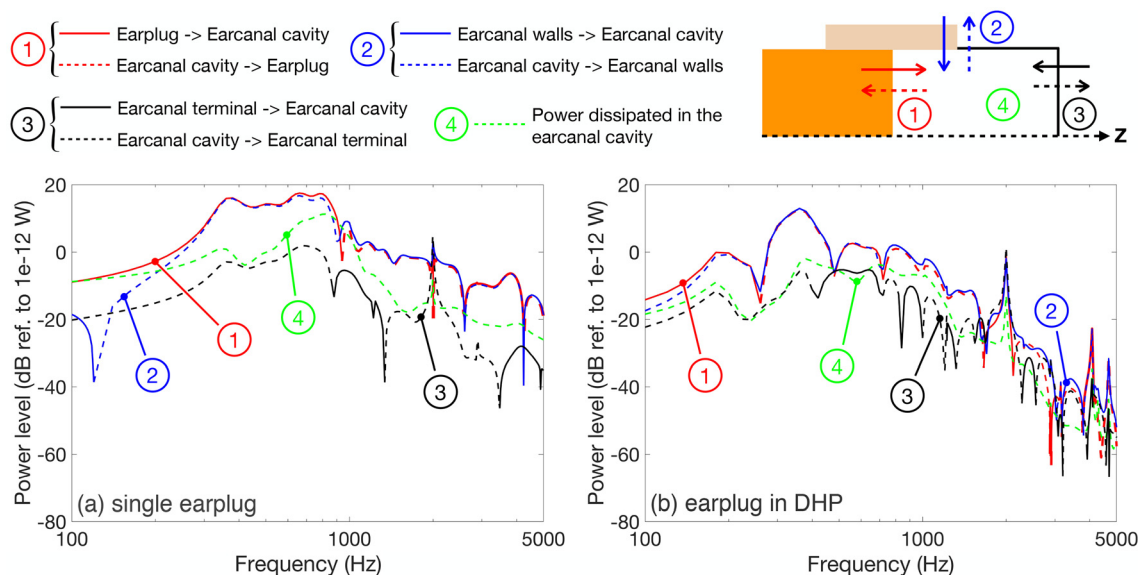 1
Earplug -> Earcanal cavity
Earcanal cavity -> Earplug
2
Earcanal walls -> Earcanal cavity
Earcanal cavity -> Earcanal walls
3
Earcanal terminal -> Earcanal cavity
Earcanal cavity -> Earcanal terminal
4
Power dissipated in the
earcanal cavity
2
1
4
3
z
Power level (dB ref. to 1e-12 W)
20
0
-20
-40
-60
-80
1
2
3
4
(a) single earplug
100
1000
5000
Frequency (Hz)
Power level (dB ref. to 1e-12 W)
20
0
-20
-40
-60
-80
1
4
3
2
(b) earplug in DHP
100
1000
5000
Frequency (Hz)